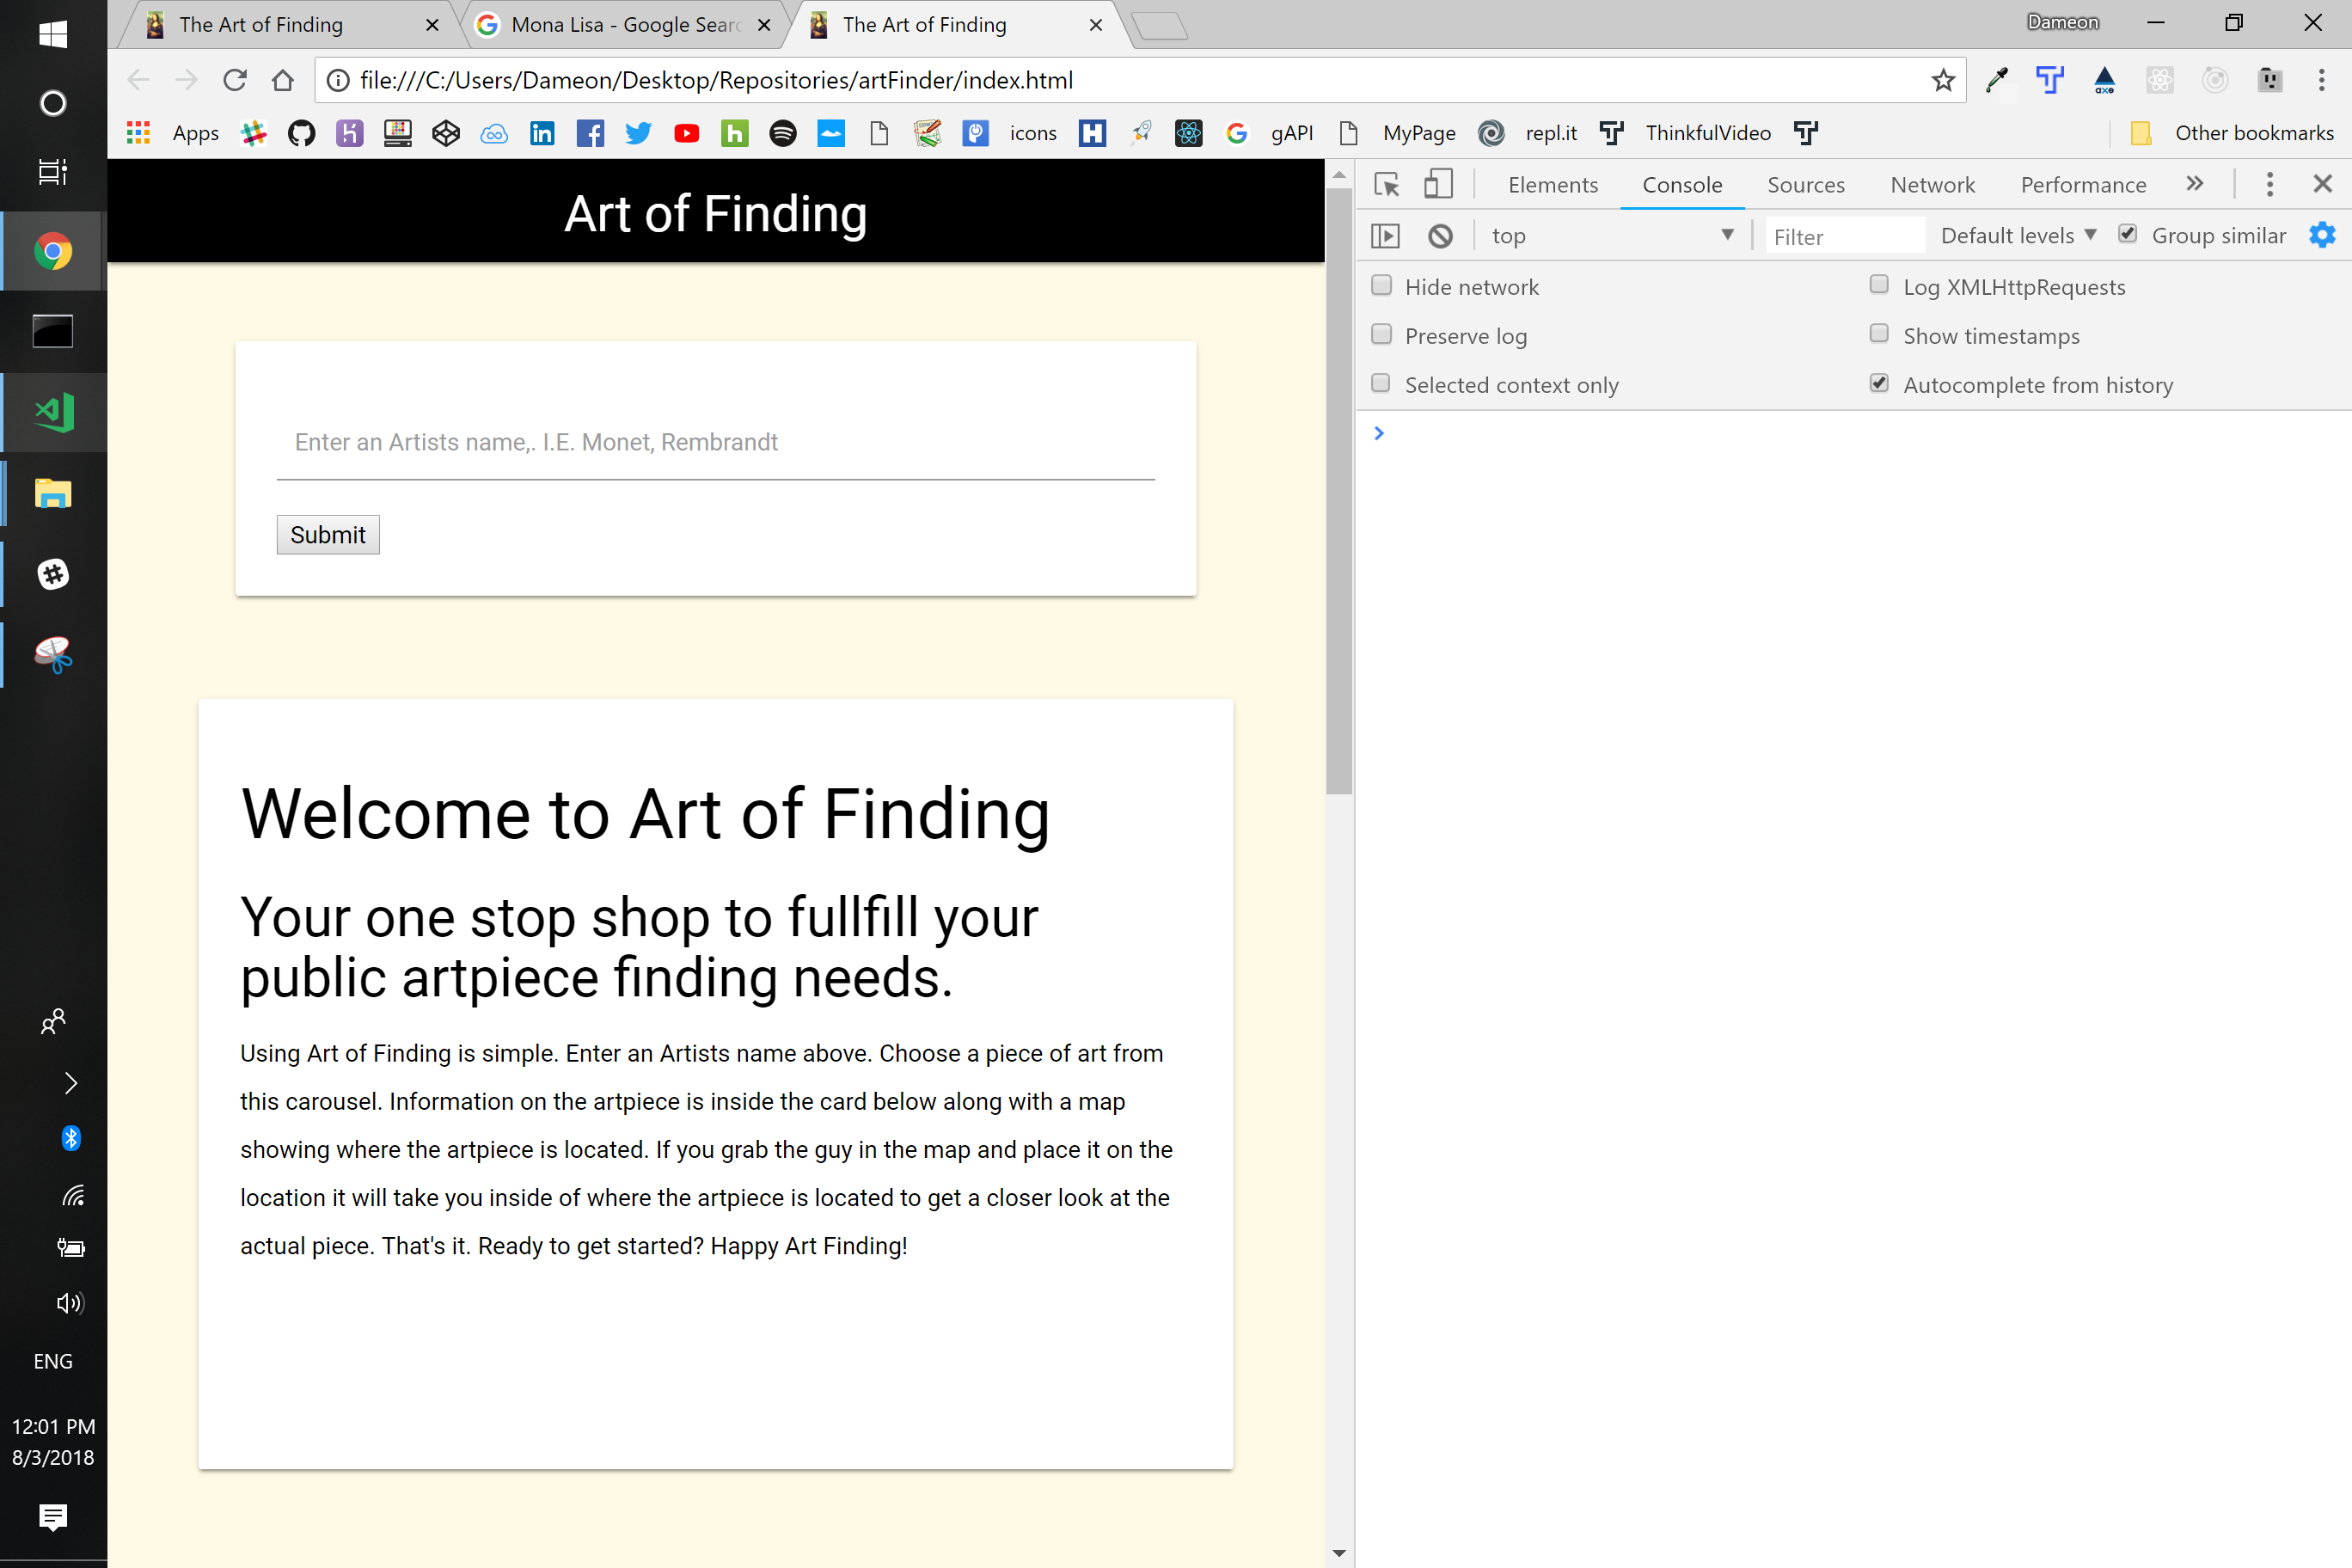 The Art of Finding
Mona Lisa - Google Sear
The Art of Finding
Dameon
file:///C:/Users/Dameon/Desktop/Repositories/artFinder/index.html
Apps
icons
gAPI
MyPage
repl.it
ThinkfulVideo
Other bookmarks
Art of Finding
Enter an Artists name,. I.E. Monet, Rembrandt
Submit
Welcome to Art of Finding
Your one stop shop to fullfill your
public artpiece finding needs.
Using Art of Finding is simple. Enter an Artists name above. Choose a piece of art from
this carousel. Information on the artpiece is inside the card below along with a map
showing where the artpiece is located. If you grab the guy in the map and place it on the
location it will take you inside of where the artpiece is located to get a closer look at the
actual piece. That's it. Ready to get started? Happy Art Finding!
Elements
Console
Sources
Network
Performance
top
Filter
Default levels
Group similar
Hide network
Log XMLHttpRequests
Preserve log
Show timestamps
Selected context only
Autocomplete from history
ENG
12:01 PM
8/3/2018